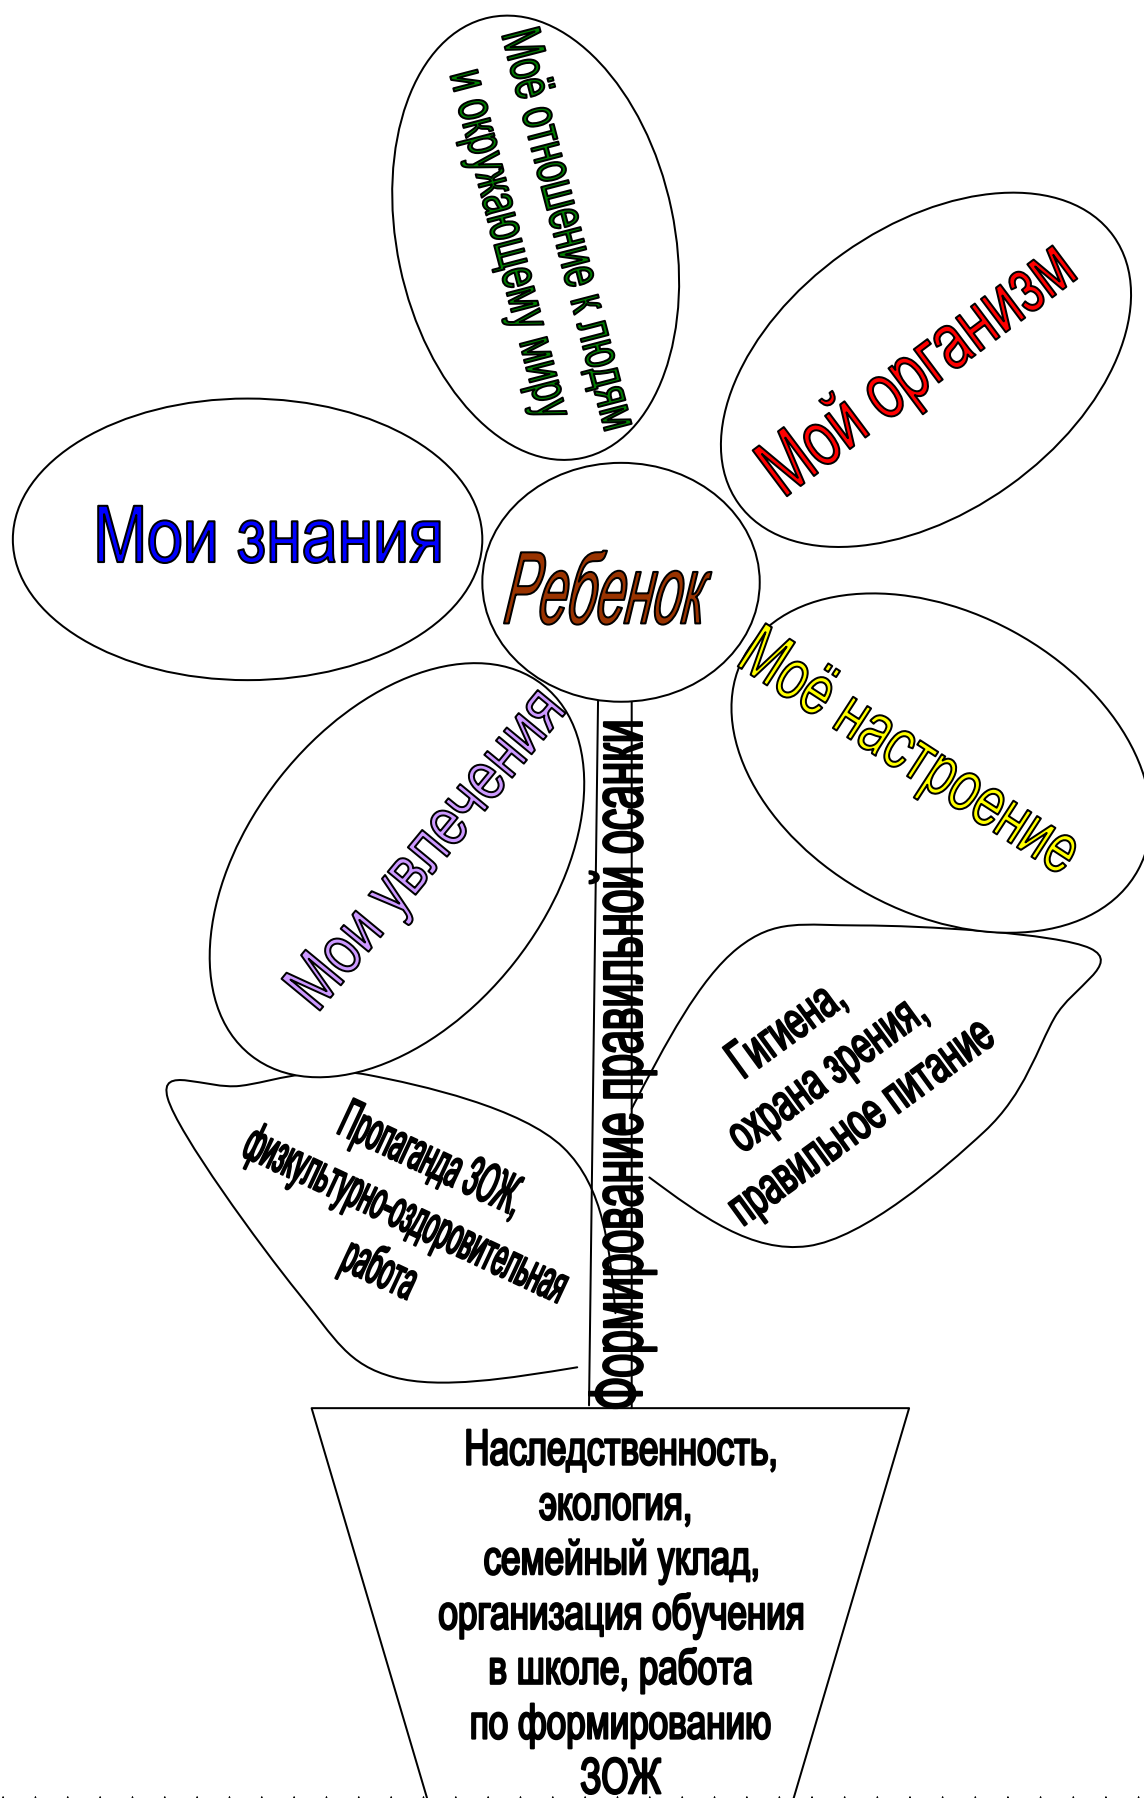 Моё отношение к людям
и окружающему миру
Мой организм
Мои знания
Ребенок
Моё настроение
Мои увлечения
Формирование правильной осанки
Гигиена,
охрана зрения,
правильное питание
Пропаганда ЗОЖ,
физкультурно-оздоровительная
работа
Наследственность,
экология,
семейный уклад,
организация обучения
в школе, работа
по формированию
ЗОЖ